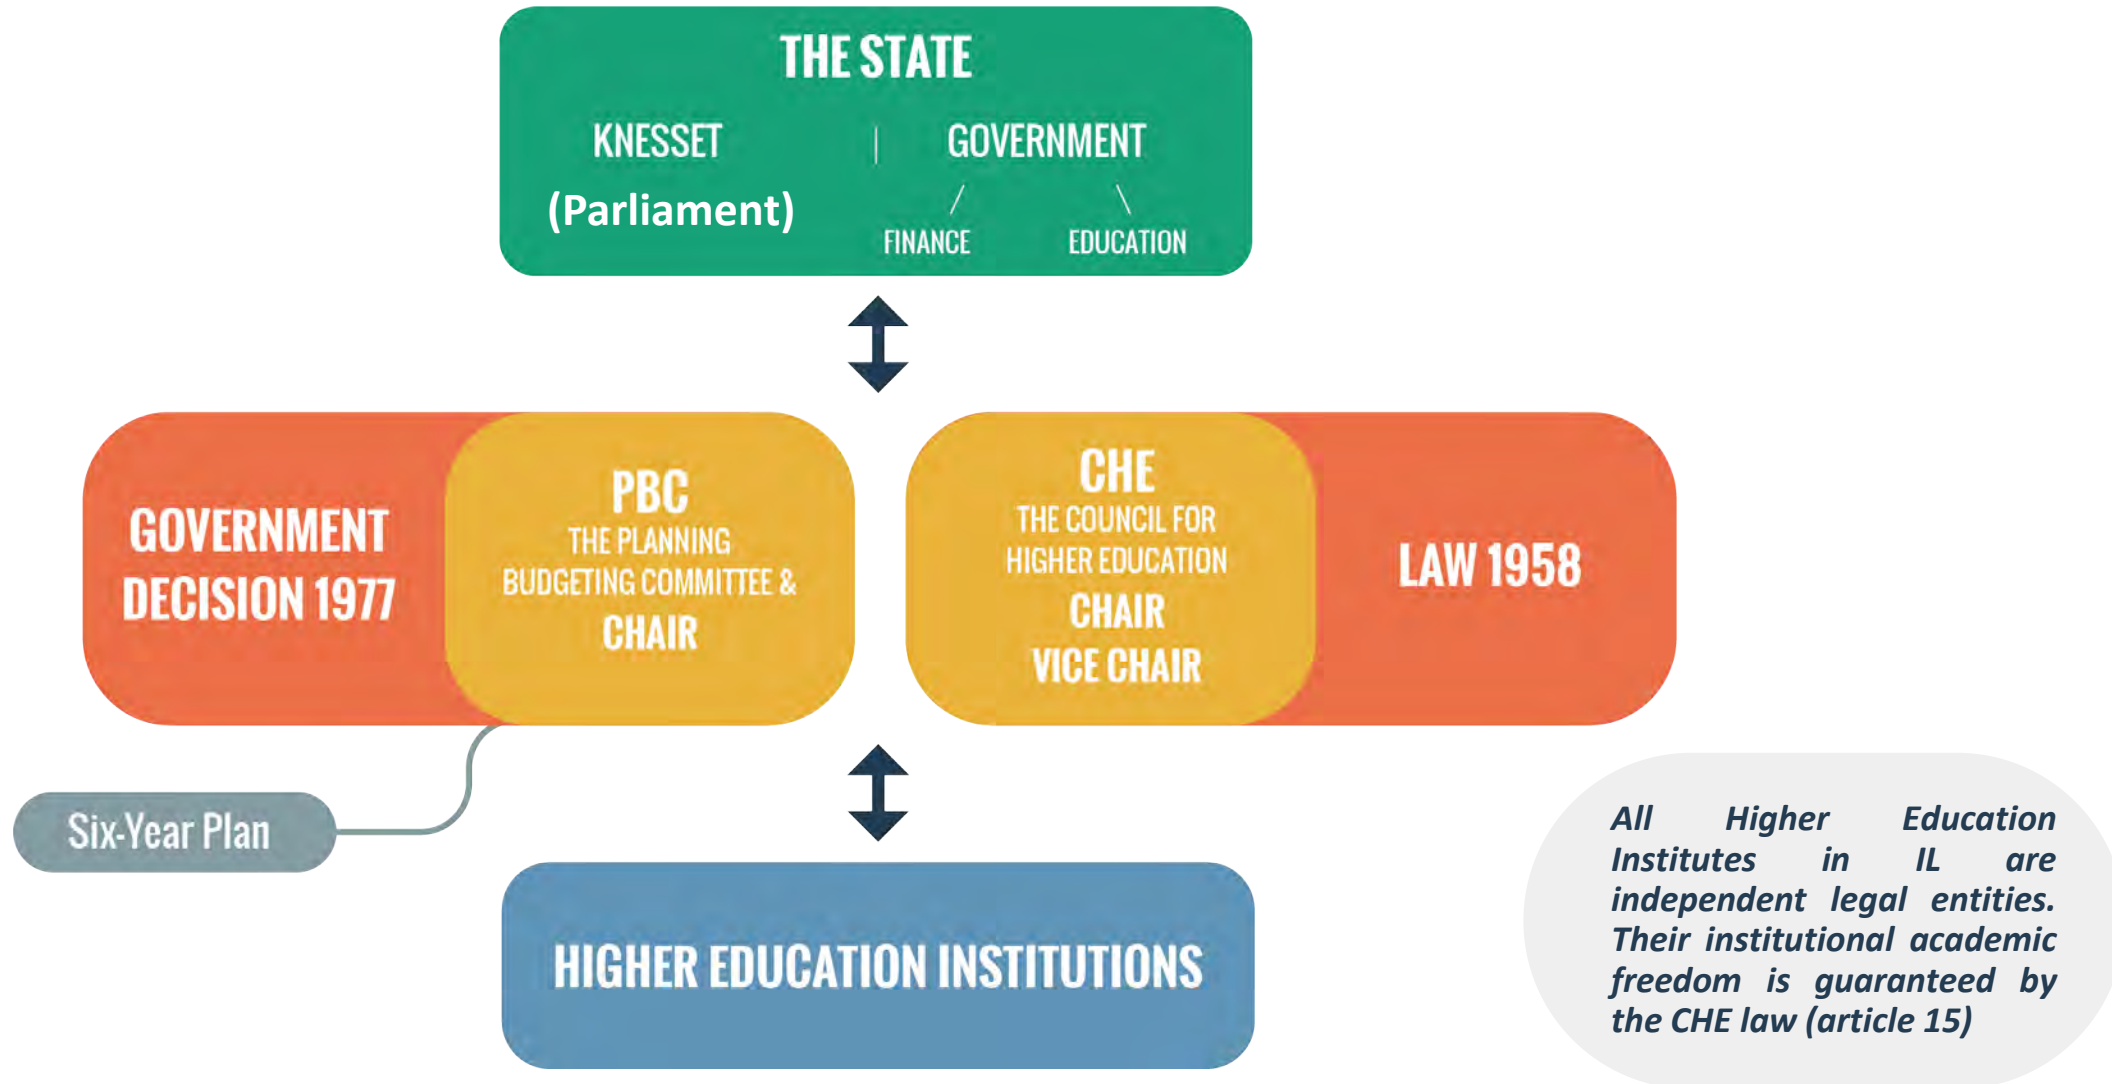 THE STATE
KNESSET | GOVERNMENT
(Parliament)
FINANCE EDUCATION
GOVERNMENT
DECISION 1977
PBC
THE PLANNING
BUDGETING COMMITTEE &
CHAIR
CHE
THE COUNCIL FOR
HIGHER EDUCATION
CHAIR
VICE CHAIR
LAW 1958
Six-Year Plan
HIGHER EDUCATION INSTITUTIONS
All Higher Education
Institutes in IL are
independent legal entities.
Their institutional academic
freedom is guaranteed by
the CHE law (article 15)